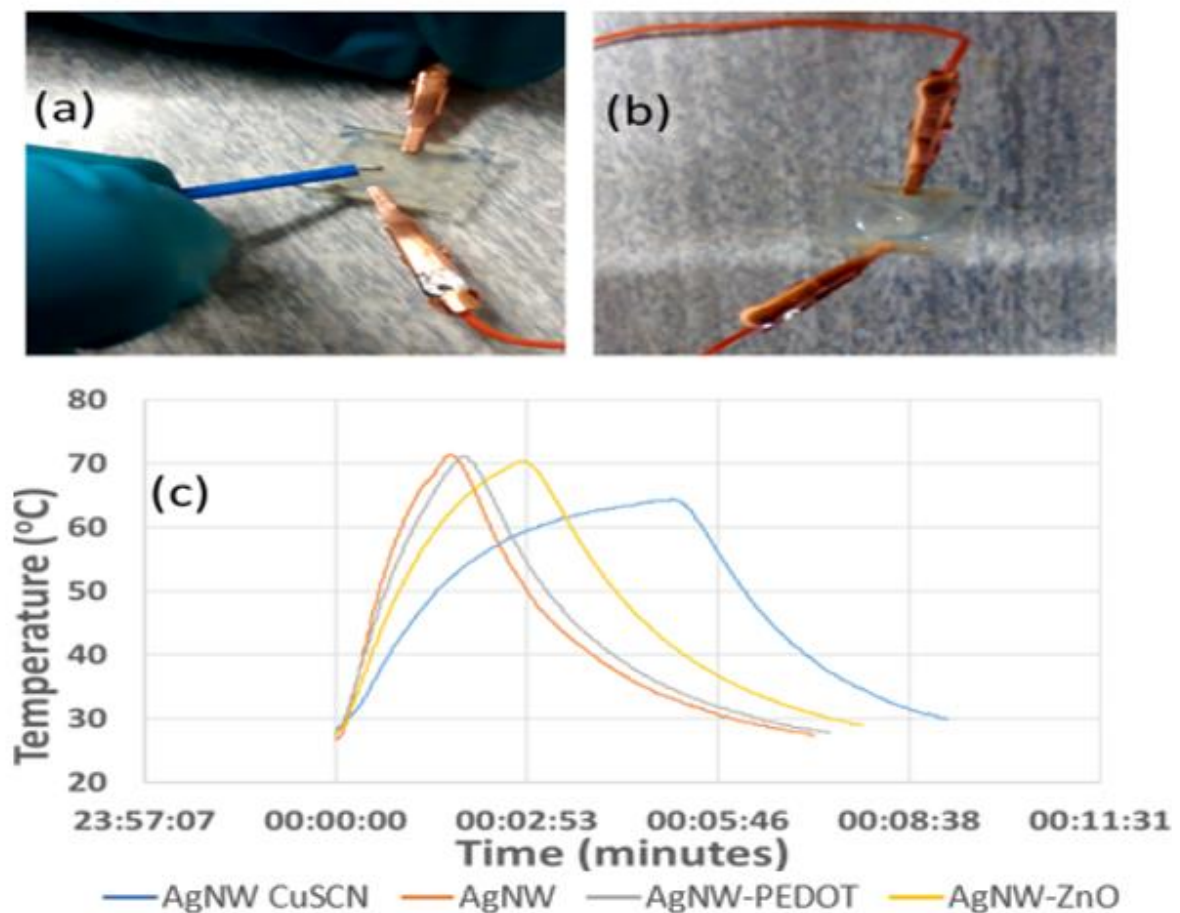 (a)
(b)
(c)
80
70
60
50
40
30
20
Temperature (⁰C)
23:57:07 00:00:00 00:02:53 00:05:46 00:08:38 00:11:31
Time (minutes)
AgNW CuSCN AgNW AgNW-PEDOT AgNW-ZnO